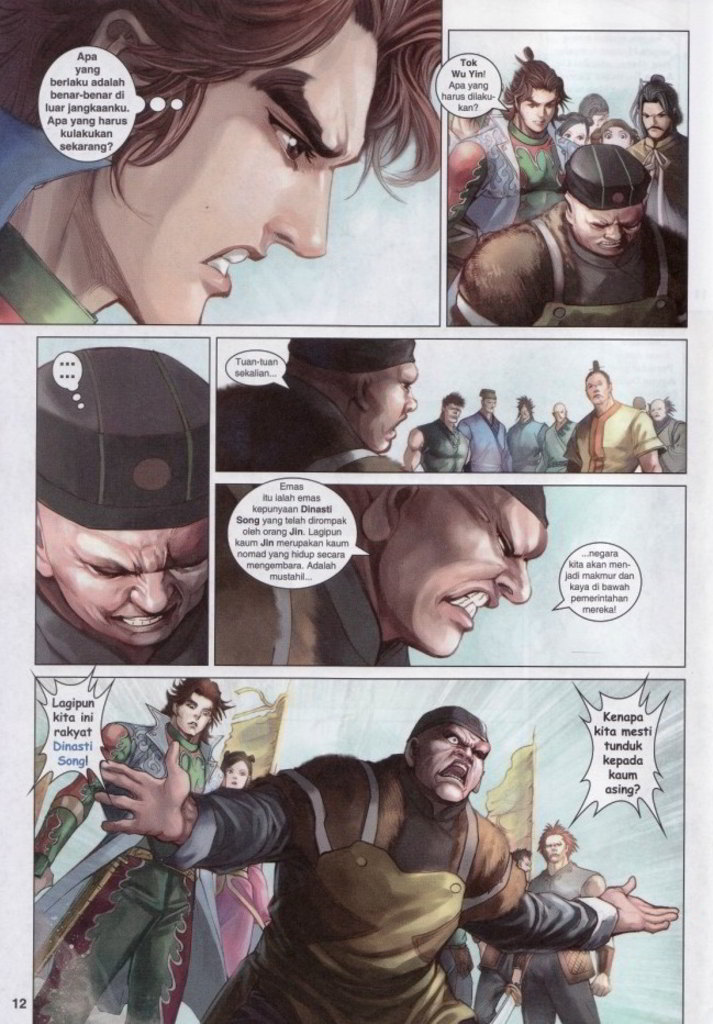 Apa
yang
berlaku adalah
benar-benar di
luar jangkaanku.
Apa yang harus
kulakukan
sekarang?
Tok
Wu Yin!
Apa yang
harus dilaku-
kan?
...
...
Tuan-tuan
sekalian...
Emas
itu ialah emas
kepunyaan Dinasti
Song yang telah dirompak
oleh orang Jin. Lagipun
kaum Jin merupakan kaum
nomad yang hidup secara
mengembara. Adalah
mustahil...
...negara
kita akan men-
jadi makmur dan
kaya di bawah
pemerintahan
mereka!
Lagipun
kita ini
rakyat
Dinasti
Song!
Kenapa
kita mesti
tunduk
kepada
kaum
asing?
12